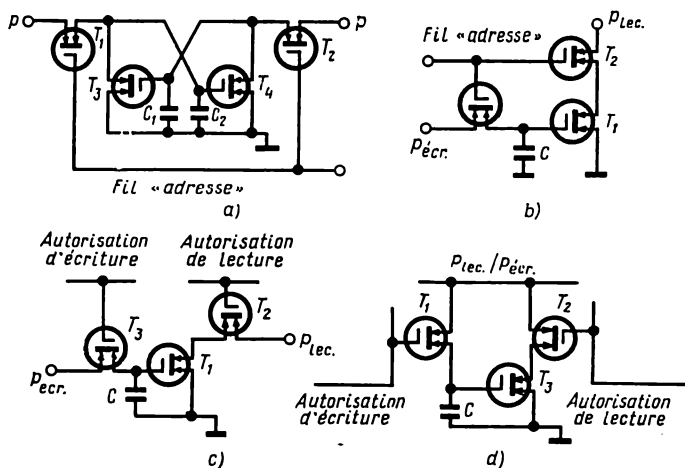 p
T1
T3
C1
C2
T4
T2
p
Fil «adresse»
a)
Fil «adresse»
plec.
T2
pécr.
C
T1
b)
Autorisation
d'écriture
Autorisation
de lecture
T3
T2
pecr.
C
T1
plec.
c)
plec./pécr.
T1
T2
T3
C
Autorisation
d'écriture
Autorisation
de lecture
d)